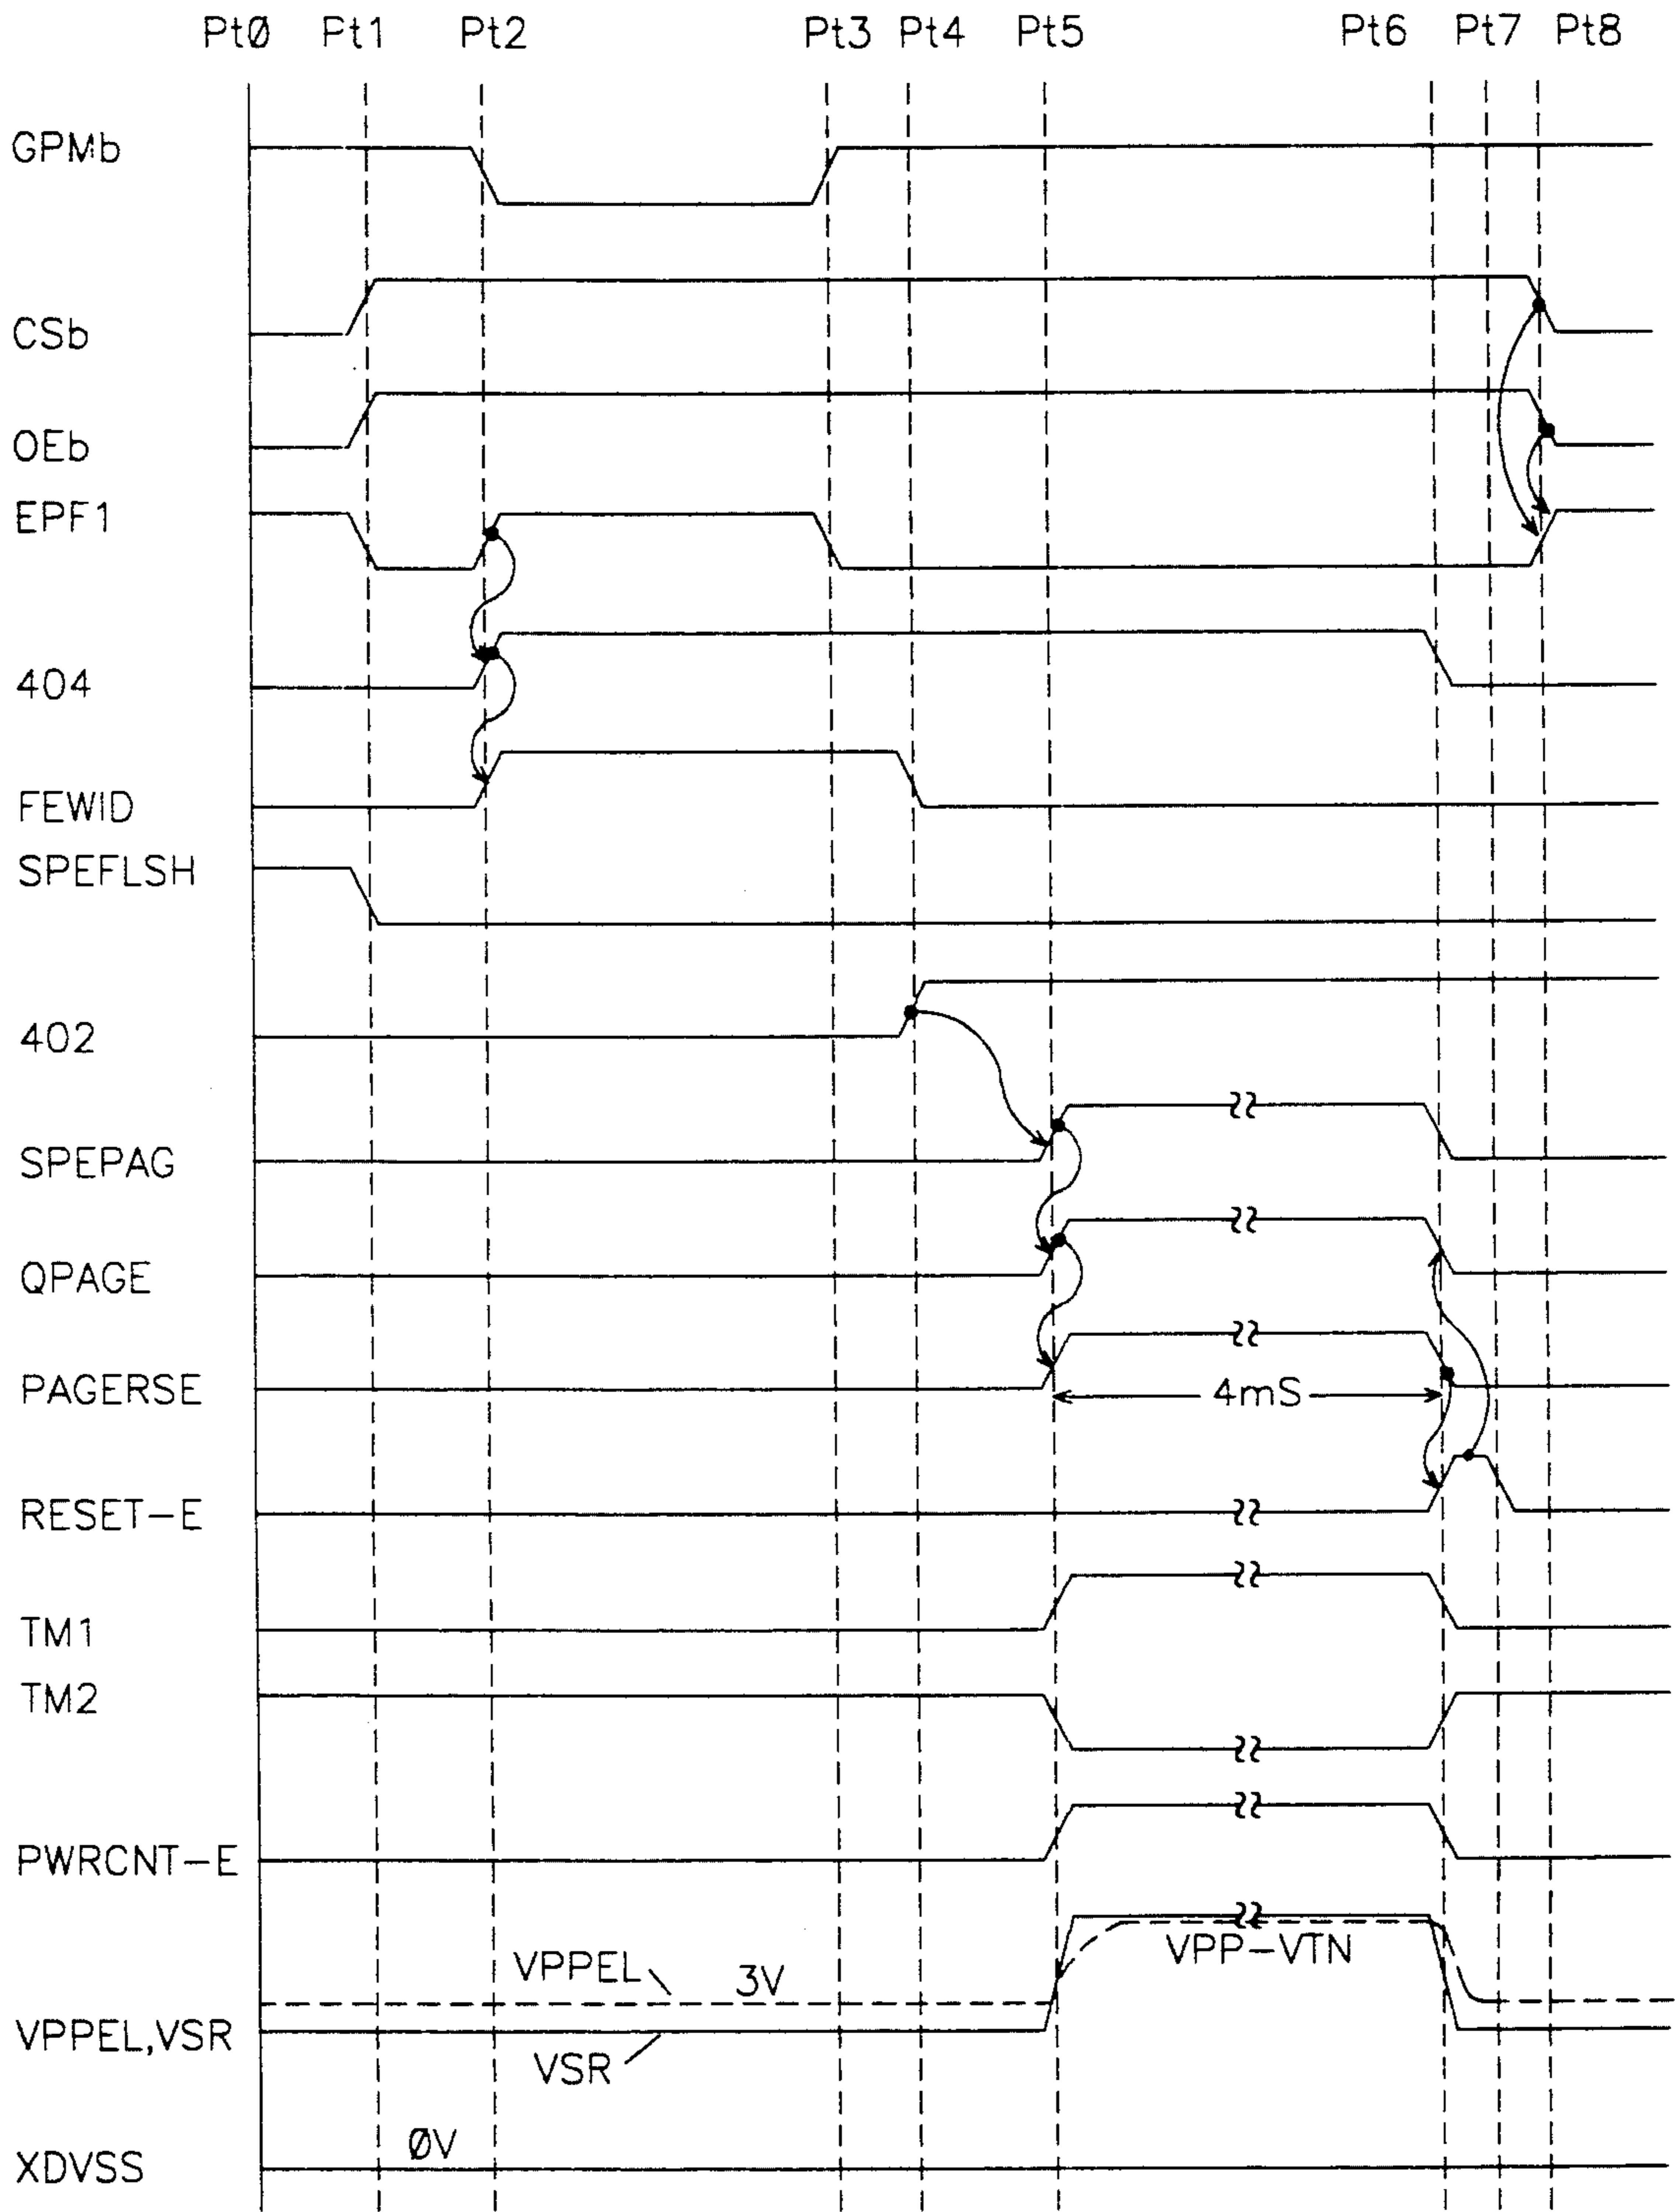 PtØ Pt1 Pt2 Pt3 Pt4 Pt5 Pt6 Pt7 Pt8
GPMb
CSb
OEb
EPF1
404
FEWID
SPEFLSH
402
SPEPAG
QPAGE
PAGERSE
4mS
RESET-E
TM1
TM2
PWRCNT-E
VPP-VTN
VPPEL 3V
VPPEL,VSR
VSR
ØV
XDVSS